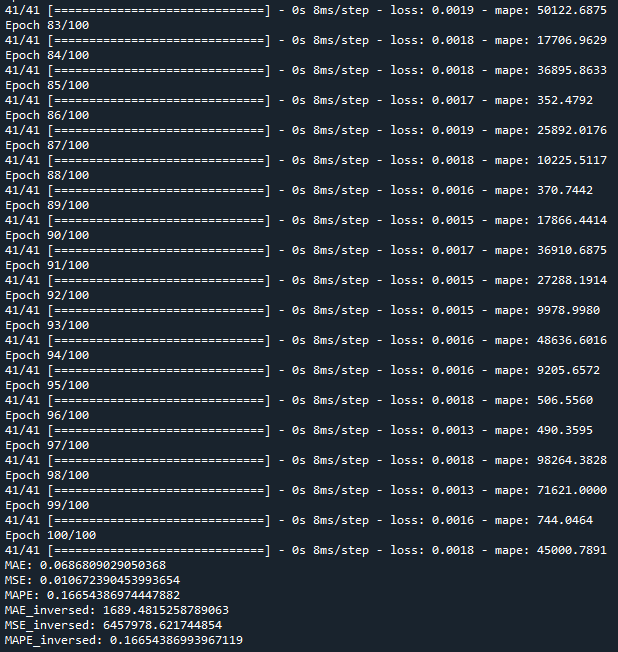 41/41 [==============================] - 0s 8ms/step - loss: 0.0019 - mape: 50122.6875
Epoch 83/100
41/41 [==============================] - 0s 8ms/step - loss: 0.0018 - mape: 17706.9629
Epoch 84/100
41/41 [==============================] - 0s 8ms/step - loss: 0.0018 - mape: 36895.8633
Epoch 85/100
41/41 [==============================] - 0s 8ms/step - loss: 0.0017 - mape: 352.4792
Epoch 86/100
41/41 [==============================] - 0s 8ms/step - loss: 0.0019 - mape: 25892.0176
Epoch 87/100
41/41 [==============================] - 0s 8ms/step - loss: 0.0018 - mape: 10225.5117
Epoch 88/100
41/41 [==============================] - 0s 8ms/step - loss: 0.0016 - mape: 370.7442
Epoch 89/100
41/41 [==============================] - 0s 8ms/step - loss: 0.0015 - mape: 17866.4414
Epoch 90/100
41/41 [==============================] - 0s 8ms/step - loss: 0.0017 - mape: 36910.6875
Epoch 91/100
41/41 [==============================] - 0s 8ms/step - loss: 0.0015 - mape: 27288.1914
Epoch 92/100
41/41 [==============================] - 0s 8ms/step - loss: 0.0015 - mape: 9978.9980
Epoch 93/100
41/41 [==============================] - 0s 8ms/step - loss: 0.0016 - mape: 48636.6016
Epoch 94/100
41/41 [==============================] - 0s 8ms/step - loss: 0.0016 - mape: 9205.6572
Epoch 95/100
41/41 [==============================] - 0s 8ms/step - loss: 0.0018 - mape: 506.5560
Epoch 96/100
41/41 [==============================] - 0s 8ms/step - loss: 0.0013 - mape: 490.3595
Epoch 97/100
41/41 [==============================] - 0s 8ms/step - loss: 0.0018 - mape: 98264.3828
Epoch 98/100
41/41 [==============================] - 0s 8ms/step - loss: 0.0013 - mape: 71621.0000
Epoch 99/100
41/41 [==============================] - 0s 8ms/step - loss: 0.0016 - mape: 744.0464
Epoch 100/100
41/41 [==============================] - 0s 8ms/step - loss: 0.0018 - mape: 45000.7891
MAE: 0.0686809029050368
MSE: 0.010672390453993654
MAPE: 0.16654386974447882
MAE_inversed: 1689.4815258789063
MSE_inversed: 6457978.621744854
MAPE_inversed: 0.16654386993967119